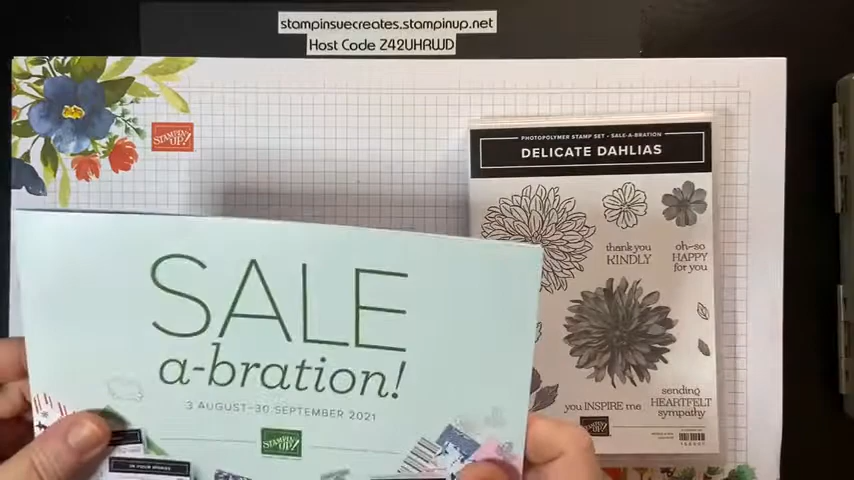 stampinsuecreates.stampinup.net
Host Code Z42UHRWD
STAMPIN' UP!
PHOTOPOLYMER STAMP SET • SALE-A-BRATION
DELICATE DAHLIAS
thank you
KINDLY
oh-so
HAPPY
for you
you INSPIRE me
sending
HEARTFELT
sympathy
STAMPIN' UP!
SALE
a-bration!
3 AUGUST–30 SEPTEMBER 2021
STAMPIN' UP!